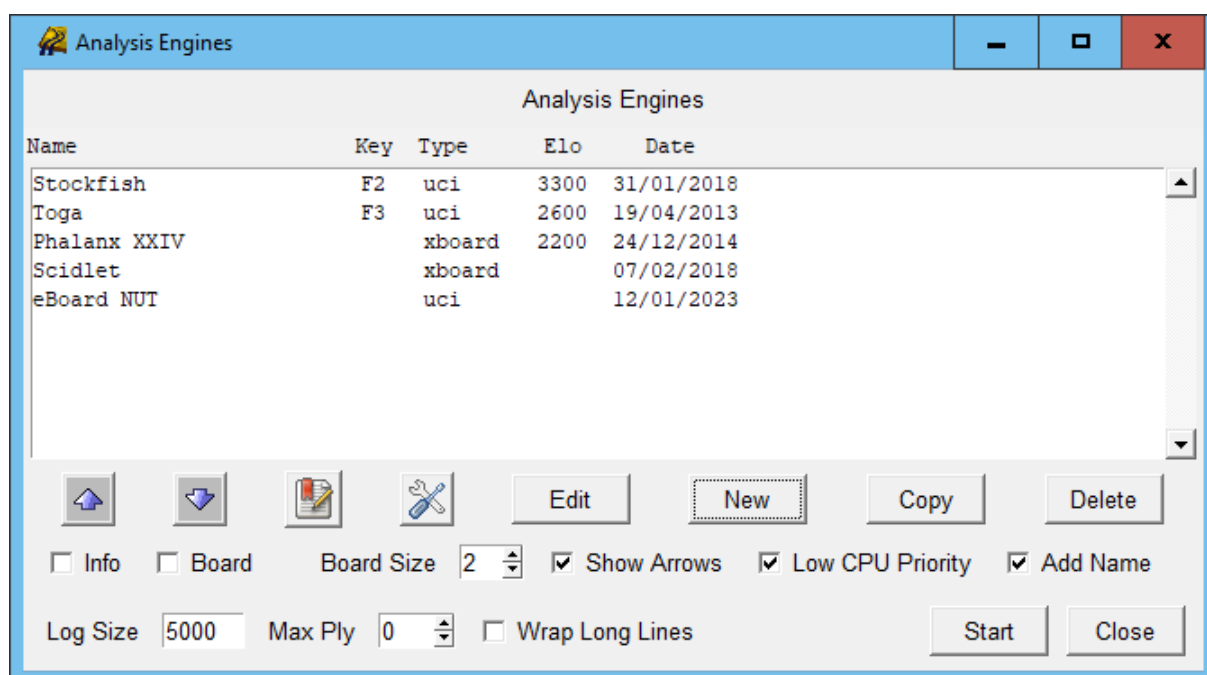 Analysis Engines
Analysis Engines
Name Key Type Elo Date
Stockfish F2 uci 3300 31/01/2018
Toga F3 uci 2600 19/04/2013
Phalanx XXIV xboard 2200 24/12/2014
Scidlet xboard 07/02/2018
eBoard NUT uci 12/01/2023
Edit New Copy Delete
Info Board Board Size 2 Show Arrows Low CPU Priority Add Name
Log Size 5000 Max Ply 0 Wrap Long Lines Start Close